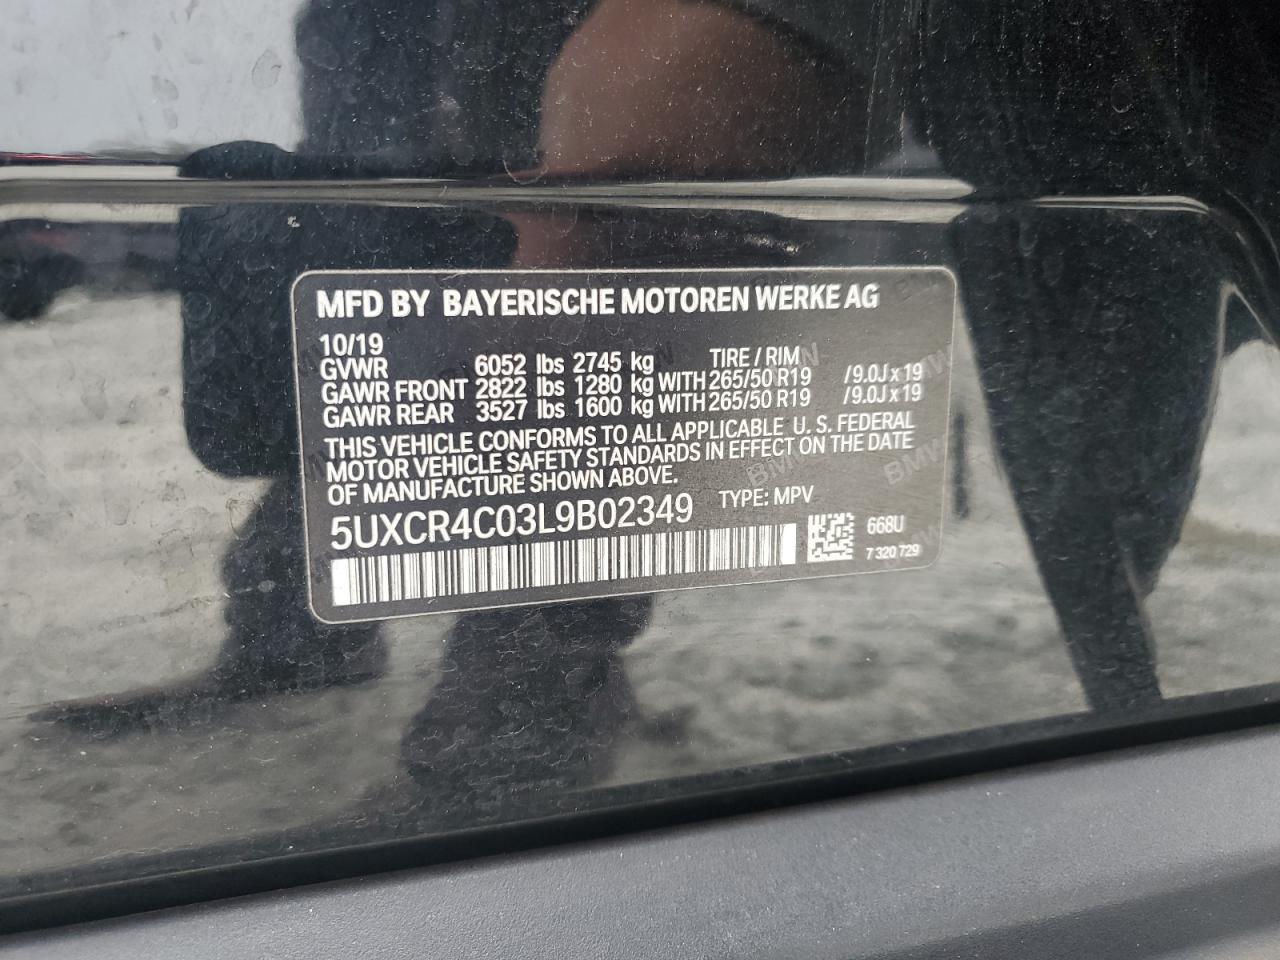 MFD BY BAYERISCHE MOTOREN WERKE AG
10/19
GVWR 6052 lbs 2745 kg TIRE / RIM
GAWR FRONT 2822 lbs 1280 kg WITH 265/50 R19 / 9.0J x 19
GAWR REAR 3527 lbs 1600 kg WITH 265/50 R19 / 9.0J x 19
THIS VEHICLE CONFORMS TO ALL APPLICABLE U. S. FEDERAL
MOTOR VEHICLE SAFETY STANDARDS IN EFFECT ON THE DATE
OF MANUFACTURE SHOWN ABOVE.
5UXCR4C03L9B02349 TYPE: MPV
668U
7 320 729